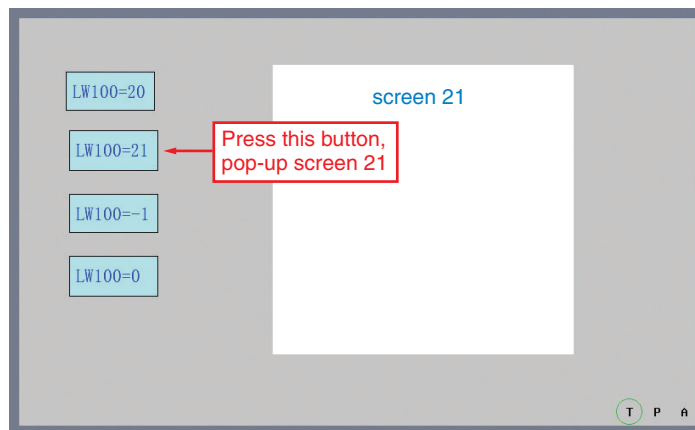 LW100=20
screen 21
LW100=21
Press this button,
pop-up screen 21
LW100=-1
LW100=0
T P A